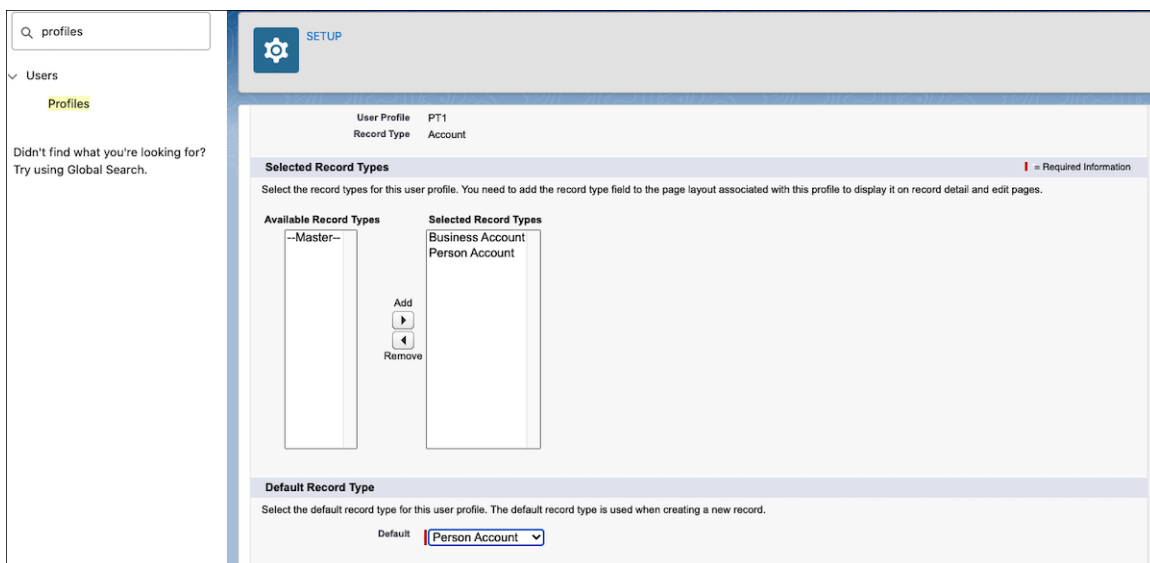 profiles
Users
Profiles
Didn't find what you're looking for?
Try using Global Search.
SETUP
User Profile PT1
Record Type Account
Selected Record Types
= Required Information
Select the record types for this user profile. You need to add the record type field to the page layout associated with this profile to display it on record detail and edit pages.
Available Record Types Selected Record Types
--Master-- Business Account
Person Account
Add
Remove
Default Record Type
Select the default record type for this user profile. The default record type is used when creating a new record.
Default Person Account